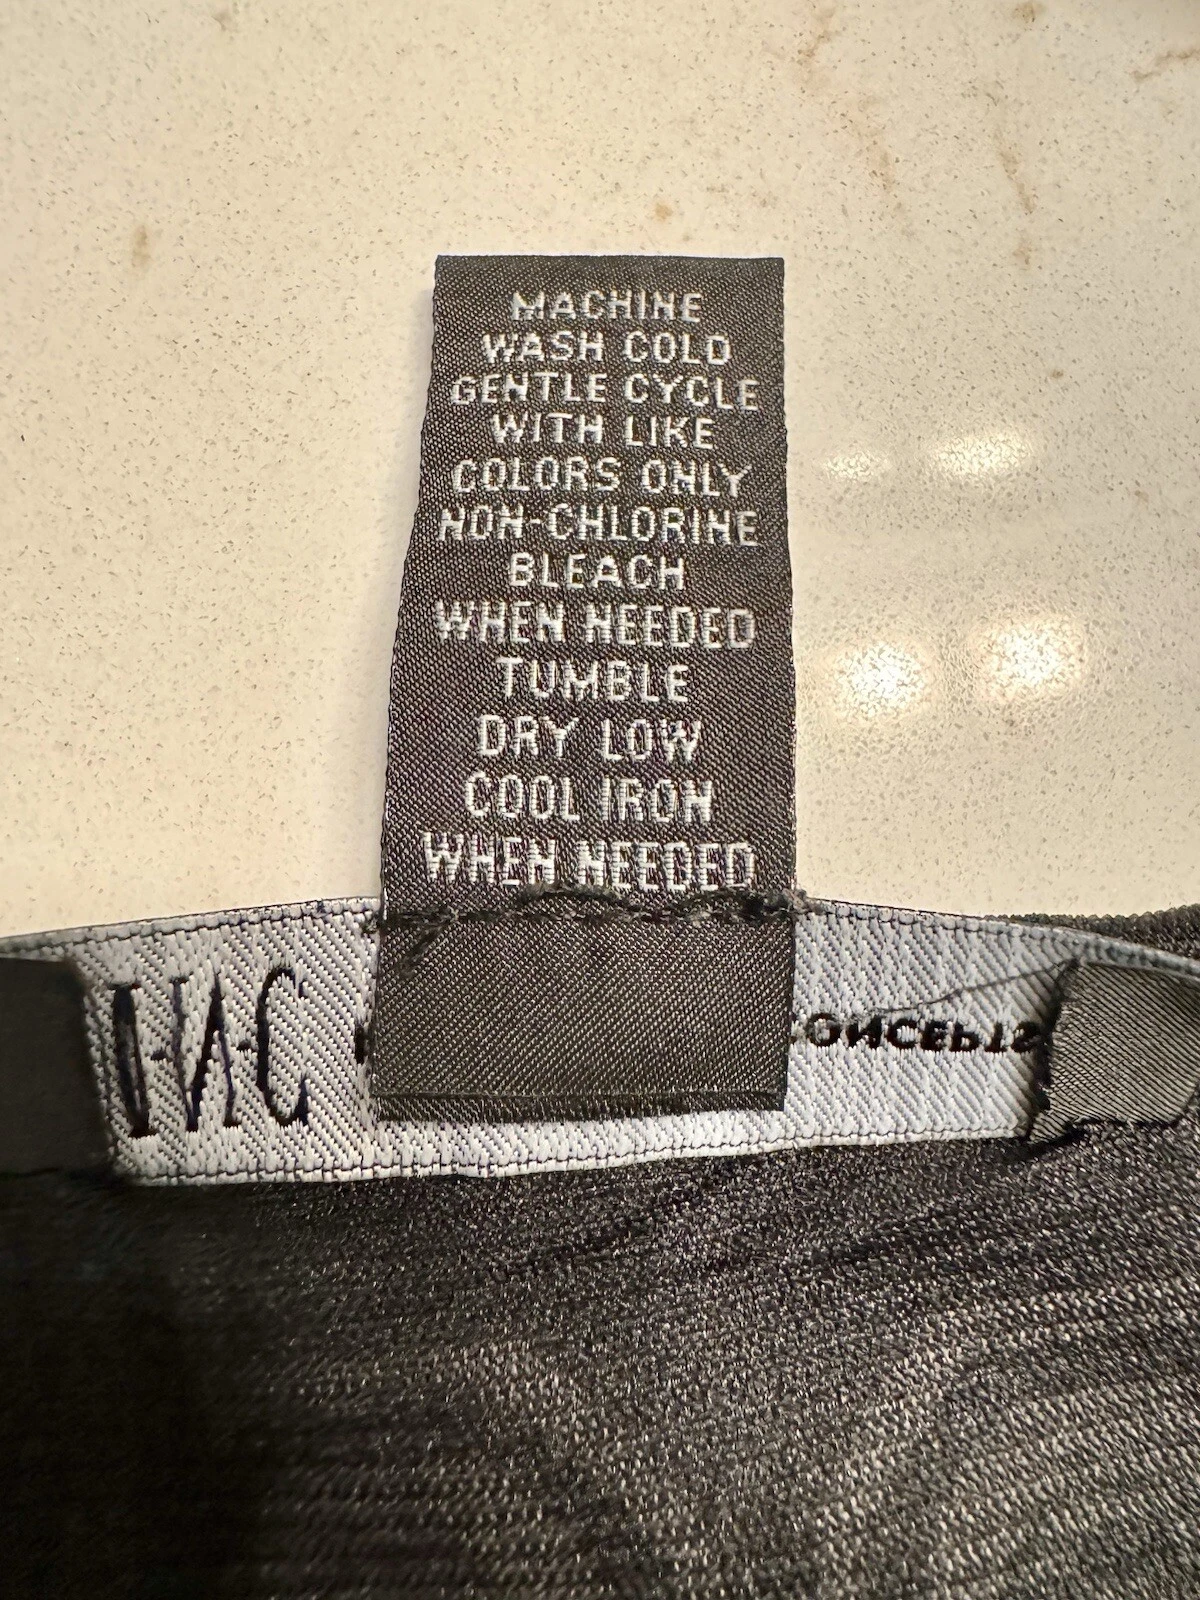 MACHINE
WASH COLD
GENTLE CYCLE
WITH LIKE
COLORS ONLY
NON-CHLORINE
BLEACH
WHEN NEEDED
TUMBLE
DRY LOW
COOL IRON
WHEN NEEDED
I·N·C ONCEPTS